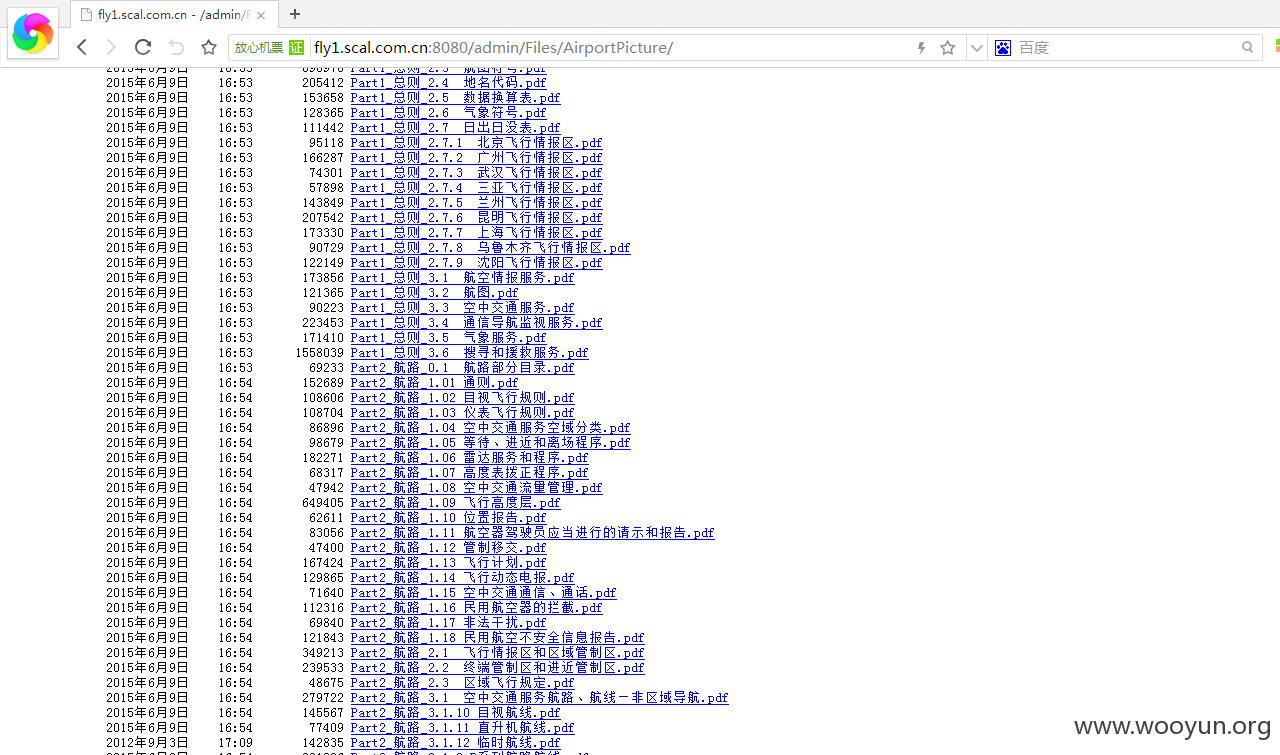 fly1.scal.com.cn - /admin/F
放心机票 证 fly1.scal.com.cn:8080/admin/Files/AirportPicture/ 百度
2015年6月9日 16:53 205412 Part1_总则_2.4 地名代码.pdf
2015年6月9日 16:53 153658 Part1_总则_2.5 数据换算表.pdf
2015年6月9日 16:53 128365 Part1_总则_2.6 气象符号.pdf
2015年6月9日 16:53 111442 Part1_总则_2.7 日出日没表.pdf
2015年6月9日 16:53 95118 Part1_总则_2.7.1 北京飞行情报区.pdf
2015年6月9日 16:53 166287 Part1_总则_2.7.2 广州飞行情报区.pdf
2015年6月9日 16:53 74301 Part1_总则_2.7.3 武汉飞行情报区.pdf
2015年6月9日 16:53 57898 Part1_总则_2.7.4 三亚飞行情报区.pdf
2015年6月9日 16:53 143849 Part1_总则_2.7.5 兰州飞行情报区.pdf
2015年6月9日 16:53 207542 Part1_总则_2.7.6 昆明飞行情报区.pdf
2015年6月9日 16:53 173330 Part1_总则_2.7.7 上海飞行情报区.pdf
2015年6月9日 16:53 90729 Part1_总则_2.7.8 乌鲁木齐飞行情报区.pdf
2015年6月9日 16:53 122149 Part1_总则_2.7.9 沈阳飞行情报区.pdf
2015年6月9日 16:53 173856 Part1_总则_3.1 航空情报服务.pdf
2015年6月9日 16:53 121365 Part1_总则_3.2 航图.pdf
2015年6月9日 16:53 90223 Part1_总则_3.3 空中交通服务.pdf
2015年6月9日 16:53 223453 Part1_总则_3.4 通信导航监视服务.pdf
2015年6月9日 16:53 171410 Part1_总则_3.5 气象服务.pdf
2015年6月9日 16:53 1558039 Part1_总则_3.6 搜寻和援救服务.pdf
2015年6月9日 16:53 69233 Part2_航路_0.1 航路部分目录.pdf
2015年6月9日 16:54 152689 Part2_航路_1.01 通则.pdf
2015年6月9日 16:54 108606 Part2_航路_1.02 目视飞行规则.pdf
2015年6月9日 16:54 108704 Part2_航路_1.03 仪表飞行规则.pdf
2015年6月9日 16:54 86896 Part2_航路_1.04 空中交通服务空域分类.pdf
2015年6月9日 16:54 98679 Part2_航路_1.05 等待、进近和离场程序.pdf
2015年6月9日 16:54 182271 Part2_航路_1.06 雷达服务和程序.pdf
2015年6月9日 16:54 68317 Part2_航路_1.07 高度表拨正程序.pdf
2015年6月9日 16:54 47942 Part2_航路_1.08 空中交通流量管理.pdf
2015年6月9日 16:54 649405 Part2_航路_1.09 飞行高度层.pdf
2015年6月9日 16:54 62611 Part2_航路_1.10 位置报告.pdf
2015年6月9日 16:54 83056 Part2_航路_1.11 航空器驾驶员应当进行的请示和报告.pdf
2015年6月9日 16:54 47400 Part2_航路_1.12 管制移交.pdf
2015年6月9日 16:54 167424 Part2_航路_1.13 飞行计划.pdf
2015年6月9日 16:54 129865 Part2_航路_1.14 飞行动态电报.pdf
2015年6月9日 16:54 71640 Part2_航路_1.15 空中交通通信、通话.pdf
2015年6月9日 16:54 112316 Part2_航路_1.16 民用航空器的拦截.pdf
2015年6月9日 16:54 69840 Part2_航路_1.17 非法干扰.pdf
2015年6月9日 16:54 121843 Part2_航路_1.18 民用航空不安全信息报告.pdf
2015年6月9日 16:54 349213 Part2_航路_2.1 飞行情报区和区域管制区.pdf
2015年6月9日 16:54 239533 Part2_航路_2.2 终端管制区和进近管制区.pdf
2015年6月9日 16:54 48675 Part2_航路_2.3 区域飞行规定.pdf
2015年6月9日 16:54 279722 Part2_航路_3.1 空中交通服务航路、航线－非区域导航.pdf
2015年6月9日 16:54 145567 Part2_航路_3.1.10 目视航线.pdf
2015年6月9日 16:54 77409 Part2_航路_3.1.11 直升机航线.pdf
2012年9月3日 17:09 142835 Part2_航路_3.1.12 临时航线.pdf
www.wooyun.org